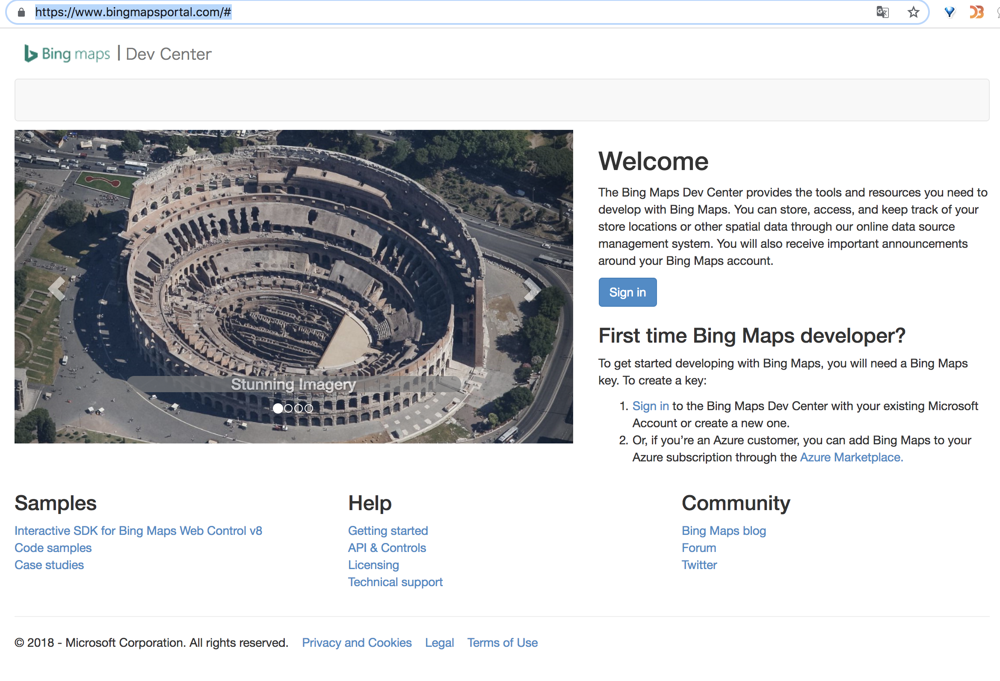 https://www.bingmapsportal.com/#
Bing maps | Dev Center
Stunning Imagery
Welcome
The Bing Maps Dev Center provides the tools and resources you need to
develop with Bing Maps. You can store, access, and keep track of your
store locations or other spatial data through our online data source
management system. You will also receive important announcements
around your Bing Maps account.
Sign in
First time Bing Maps developer?
To get started developing with Bing Maps, you will need a Bing Maps
key. To create a key:
1. Sign in to the Bing Maps Dev Center with your existing Microsoft
Account or create a new one.
2. Or, if you’re an Azure customer, you can add Bing Maps to your
Azure subscription through the Azure Marketplace.
Samples
Interactive SDK for Bing Maps Web Control v8
Code samples
Case studies
Help
Getting started
API & Controls
Licensing
Technical support
Community
Bing Maps blog
Forum
Twitter
© 2018 - Microsoft Corporation. All rights reserved. Privacy and Cookies Legal Terms of Use